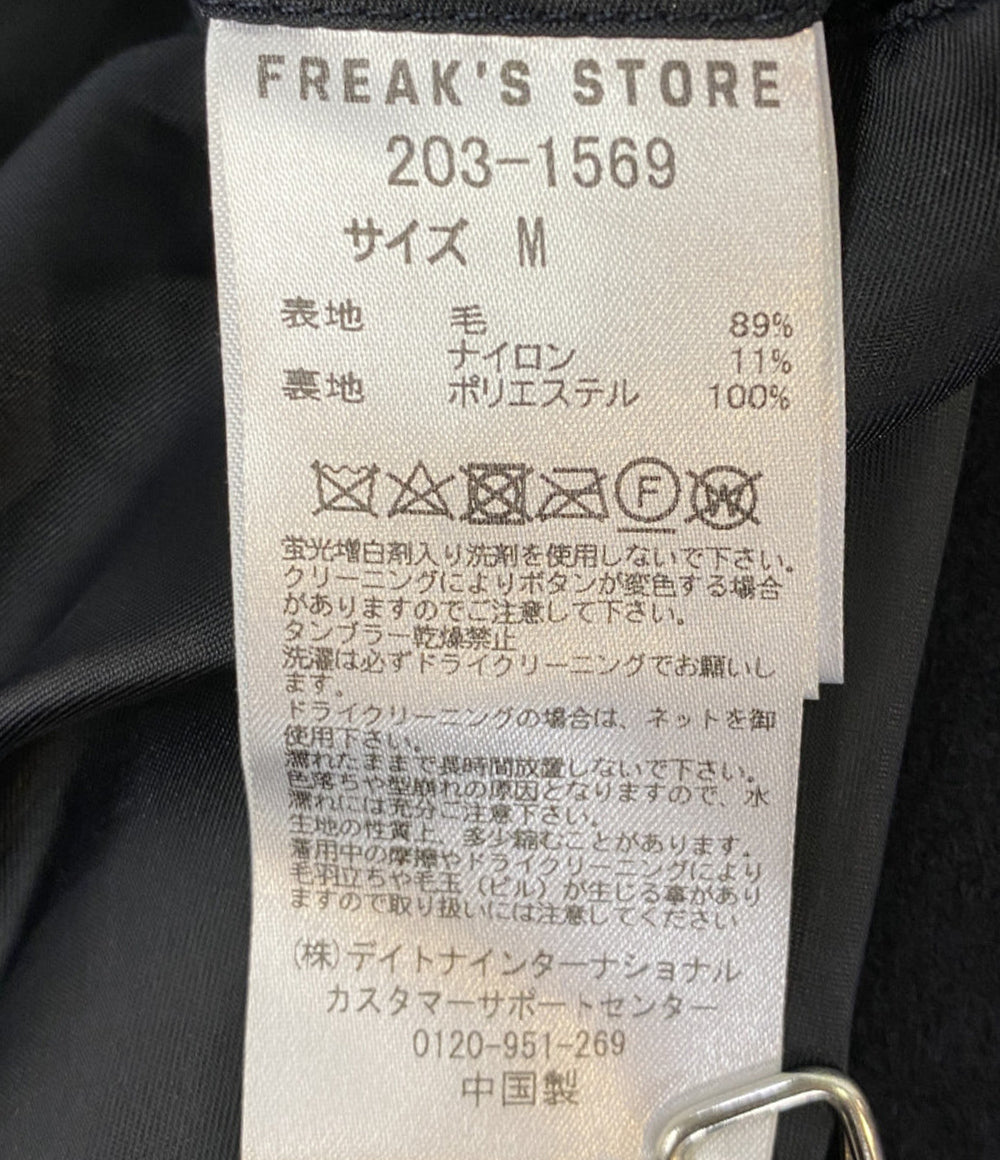 FREAK'S STORE
203-1569
サイズ M
表地 毛 89%
ナイロン 11%
裏地 ポリエステル 100%
F W
蛍光増白剤入り洗剤を使用しないで下さい。
クリーニングによりボタンが変色する場合
がありますのでご注意して下さい。
タンブラー乾燥禁止
洗濯は必ずドライクリーニングでお願いし
ます。
ドライクリーニングの場合は、ネットを御
使用下さい。
濡れたままで長時間放置しないで下さい。
色落ちや型崩れの原因となりますので、水
濡れには充分ご注意下さい。
生地の性質上、多少縮むことがあります。
着用中の摩擦やドライクリーニングにより
毛羽立ちや毛玉（ピル）が生じる事があり
ますので取り扱いには注意してください
(株)デイトナインターナショナル
カスタマーサポートセンター
0120-951-269
中国製